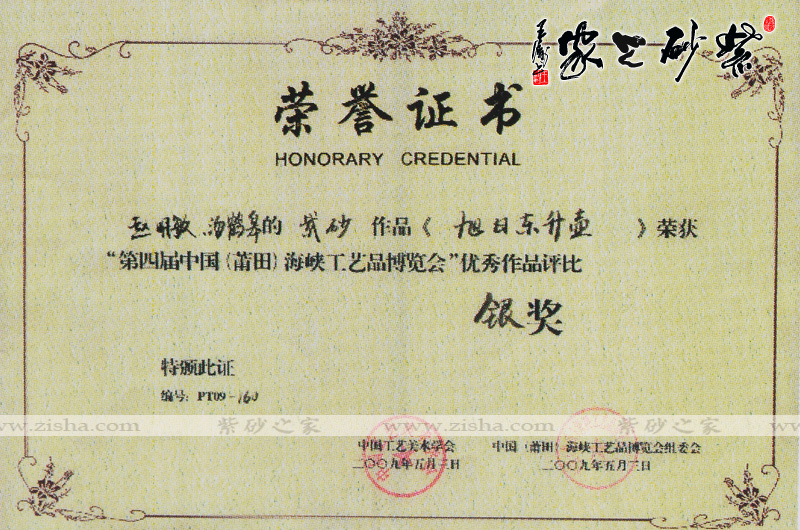 紫砂之家
荣誉证书
HONORARY CREDENTIAL
赵明敏 汤鹤皋的 紫砂 作品《 旭日东升壶 》荣获
“第四届中国(莆田)海峡工艺品博览会”优秀作品评比
银奖
特颁此证
编号: PT09-160
www.zisha.com 紫砂之家 www.zisha.com 紫砂之家 www.zisha.com
中国工艺美术学会 中国(莆田)海峡工艺品博览会组委会
二〇〇九年五月三日 二〇〇九年五月三日